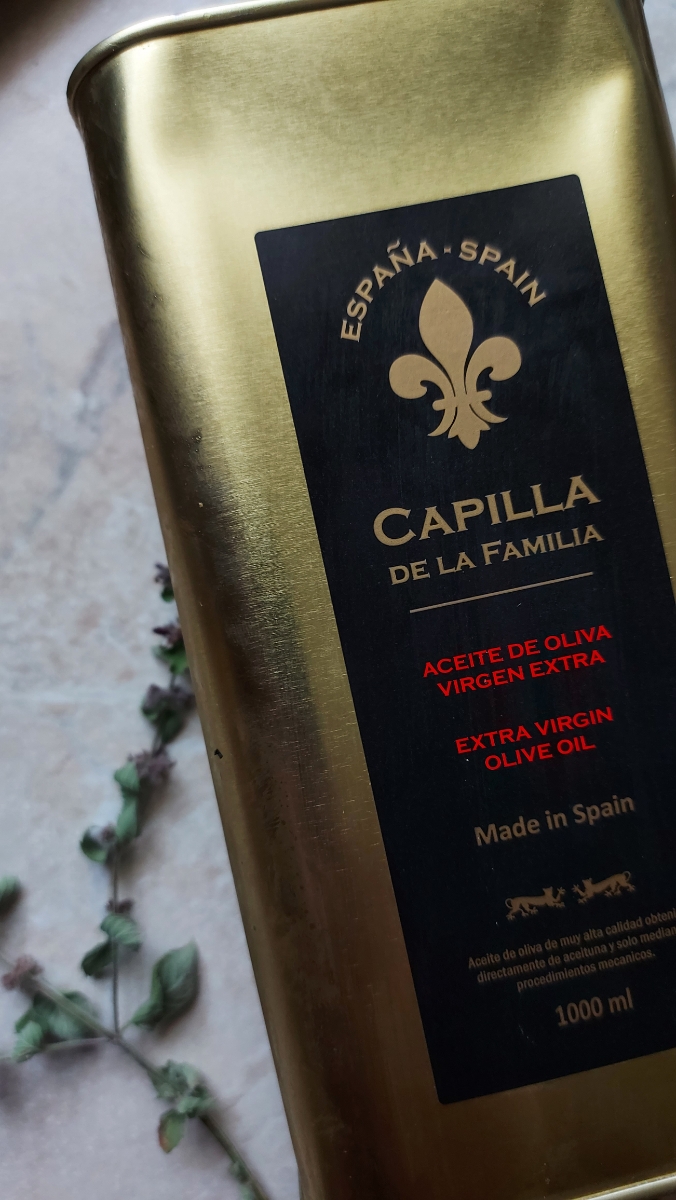 ESPAÑA - SPAIN
CAPILLA
DE LA FAMILIA
ACEITE DE OLIVA
VIRGEN EXTRA
EXTRA VIRGIN
OLIVE OIL
Made in Spain
Aceite de oliva de muy alta calidad
directamente de aceituna y solo
procedimientos mecanicos.
1000 ml